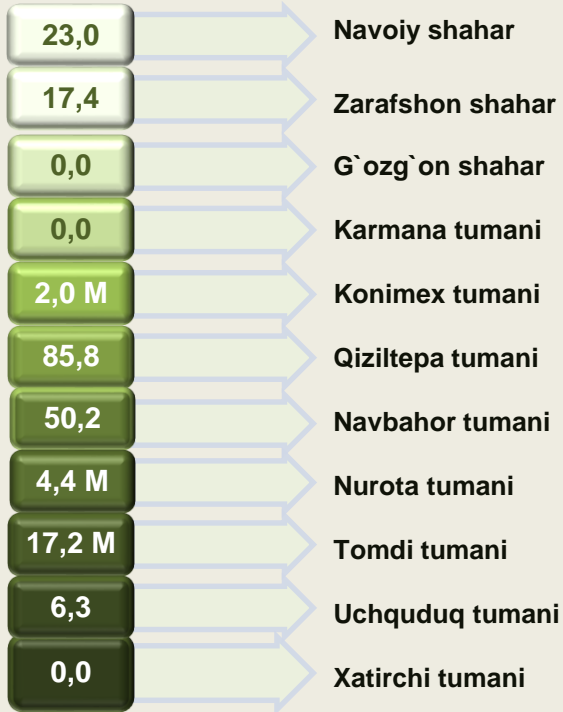 23,0 Navoiy shahar
17,4 Zarafshon shahar
0,0 G`ozg`on shahar
0,0 Karmana tumani
2,0 M Konimex tumani
85,8 Qiziltepa tumani
50,2 Navbahor tumani
4,4 M Nurota tumani
17,2 M Tomdi tumani
6,3 Uchquduq tumani
0,0 Xatirchi tumani